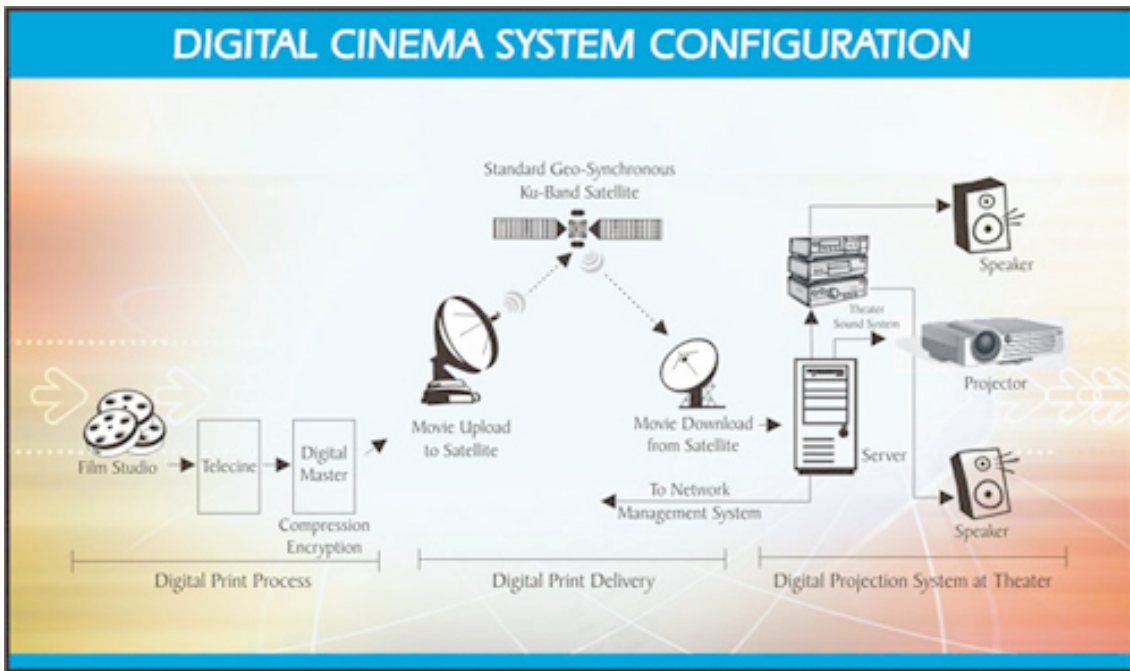 DIGITAL CINEMA SYSTEM CONFIGURATION
Standard Geo-Synchronous
Ku-Band Satellite
Speaker
Theater
Sound System
Projector
Movie Upload
to Satellite
Movie Download
from Satellite
Film Studio
Telecine
Digital
Master
Server
To Network
Management System
Compression
Encryption
Speaker
Digital Print Process
Digital Print Delivery
Digital Projection System at Theater